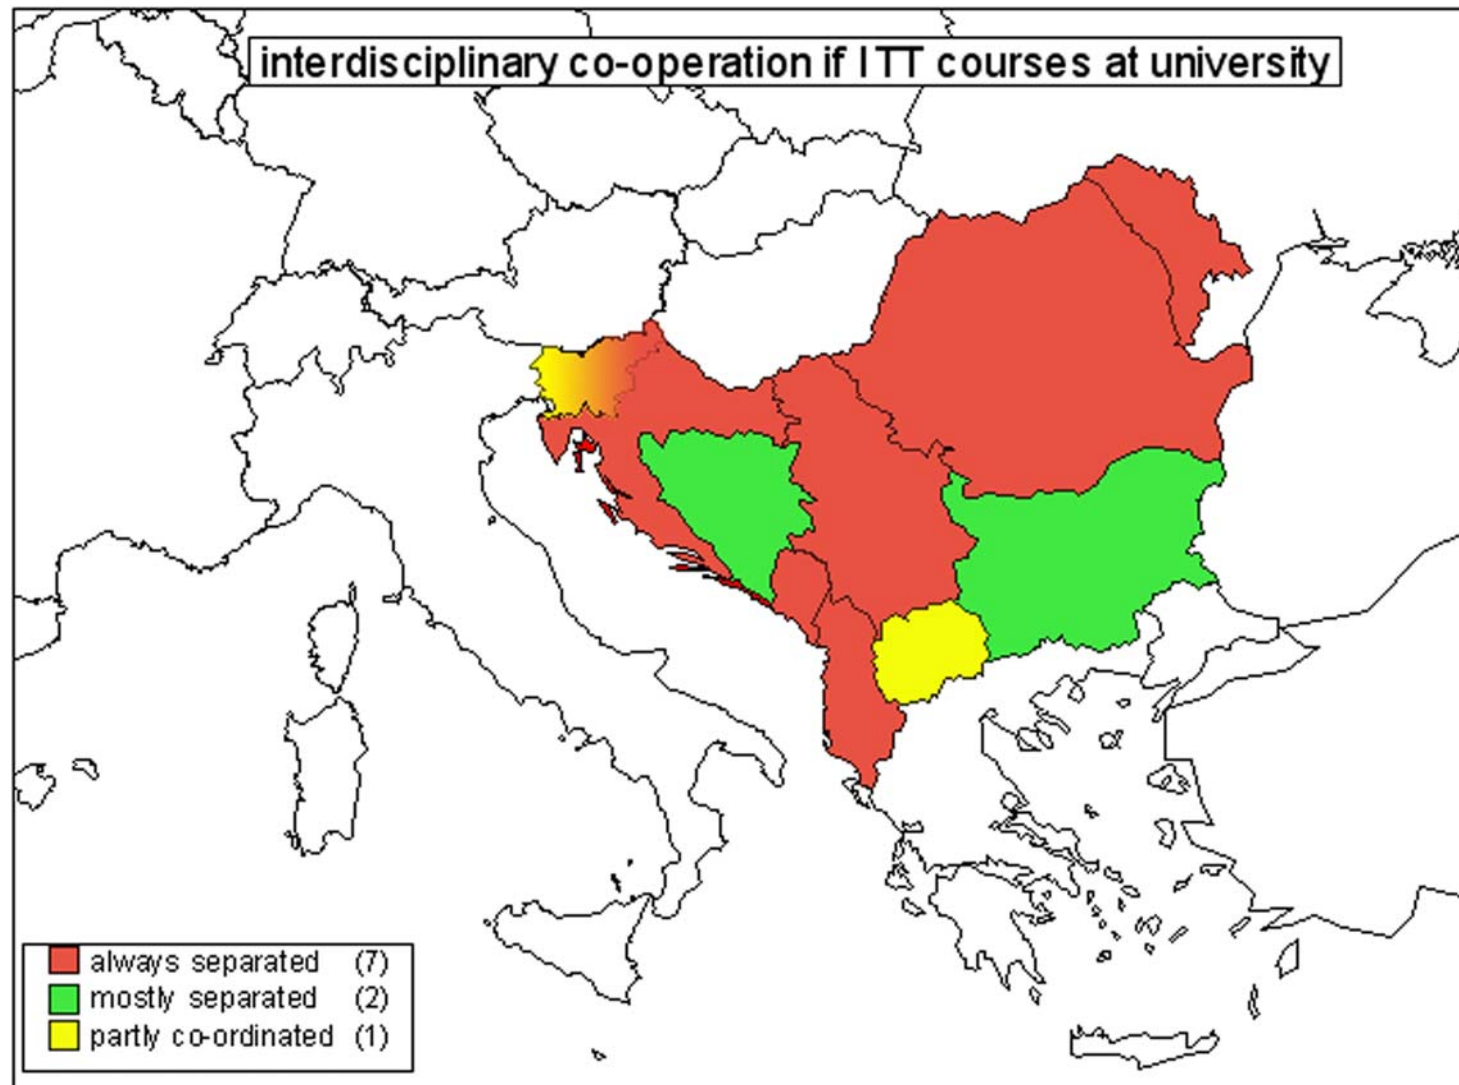 interdisciplinary co-operation if ITT courses at university
always separated (7)
mostly separated (2)
partly co-ordinated (1)